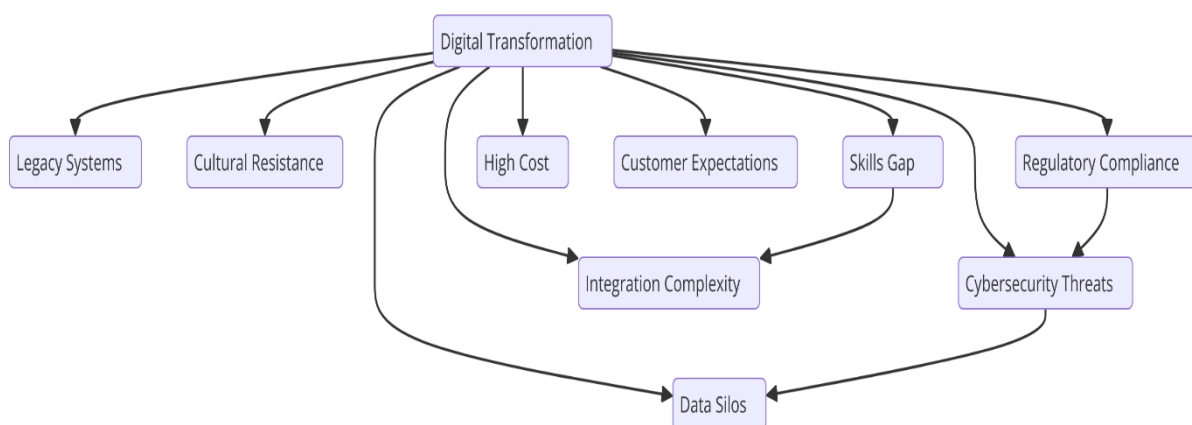 Digital Transformation
Legacy Systems
Cultural Resistance
High Cost
Customer Expectations
Skills Gap
Regulatory Compliance
Integration Complexity
Cybersecurity Threats
Data Silos